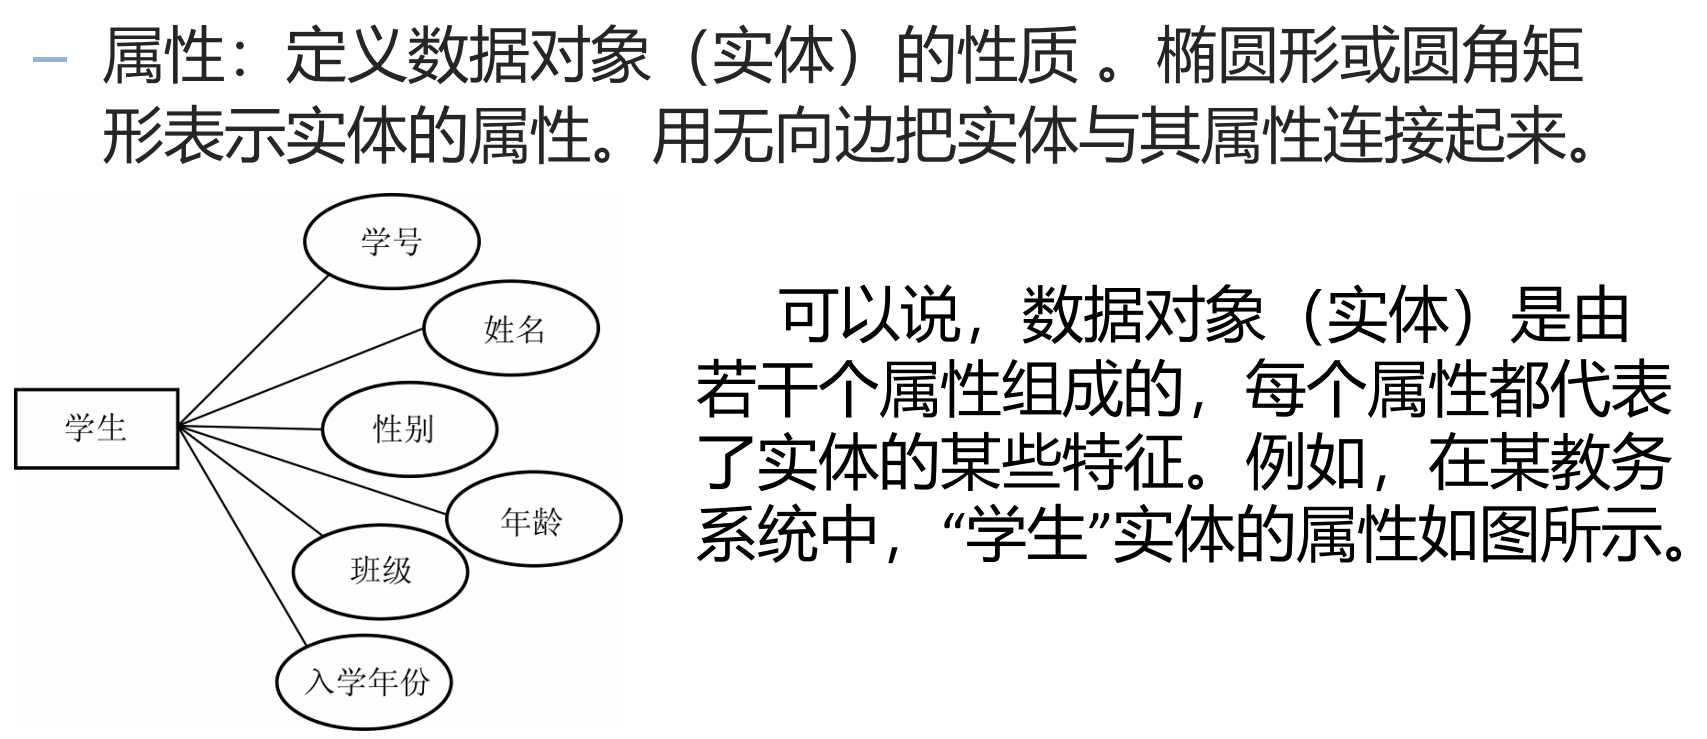 – 属性：定义数据对象（实体）的性质 。椭圆形或圆角矩
形表示实体的属性。用无向边把实体与其属性连接起来。
学号
姓名
学生
性别
年龄
班级
入学年份
可以说，数据对象（实体）是由
若干个属性组成的，每个属性都代表
了实体的某些特征。例如，在某教务
系统中，“学生”实体的属性如图所示。